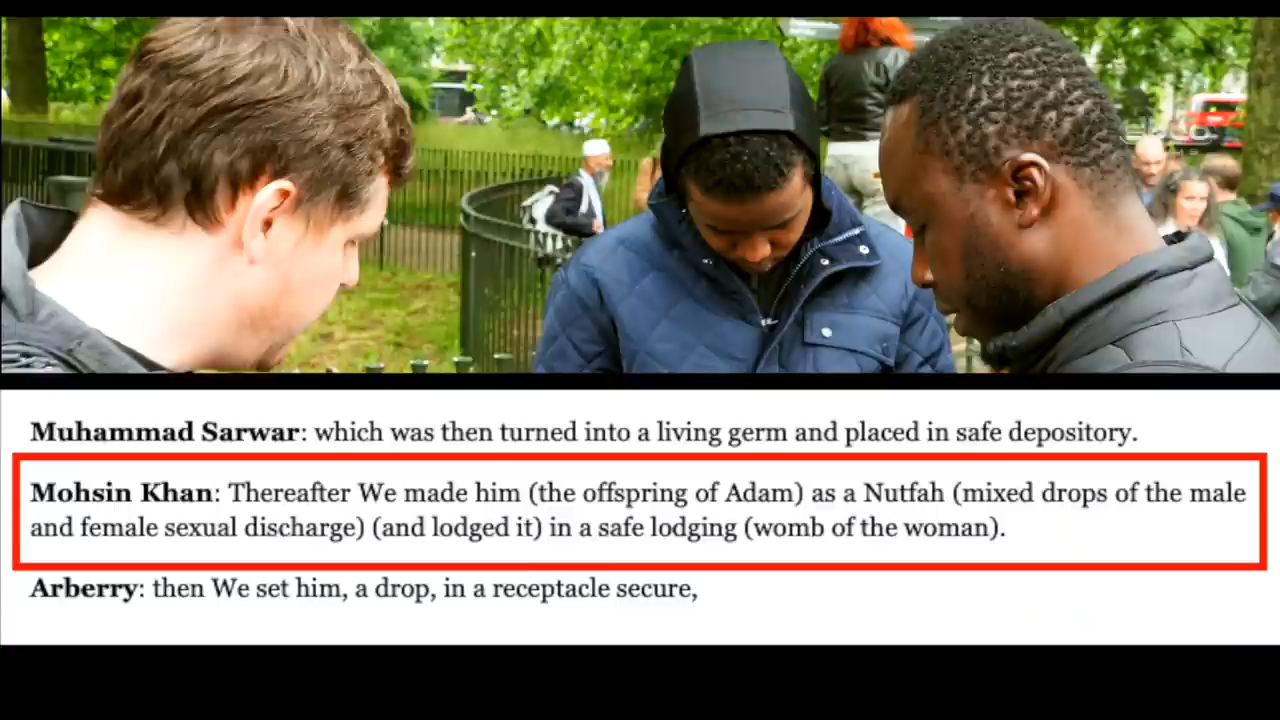 Muhammad Sarwar: which was then turned into a living germ and placed in safe depository.
Mohsin Khan: Thereafter We made him (the offspring of Adam) as a Nutfah (mixed drops of the male
and female sexual discharge) (and lodged it) in a safe lodging (womb of the woman).
Arberry: then We set him, a drop, in a receptacle secure,